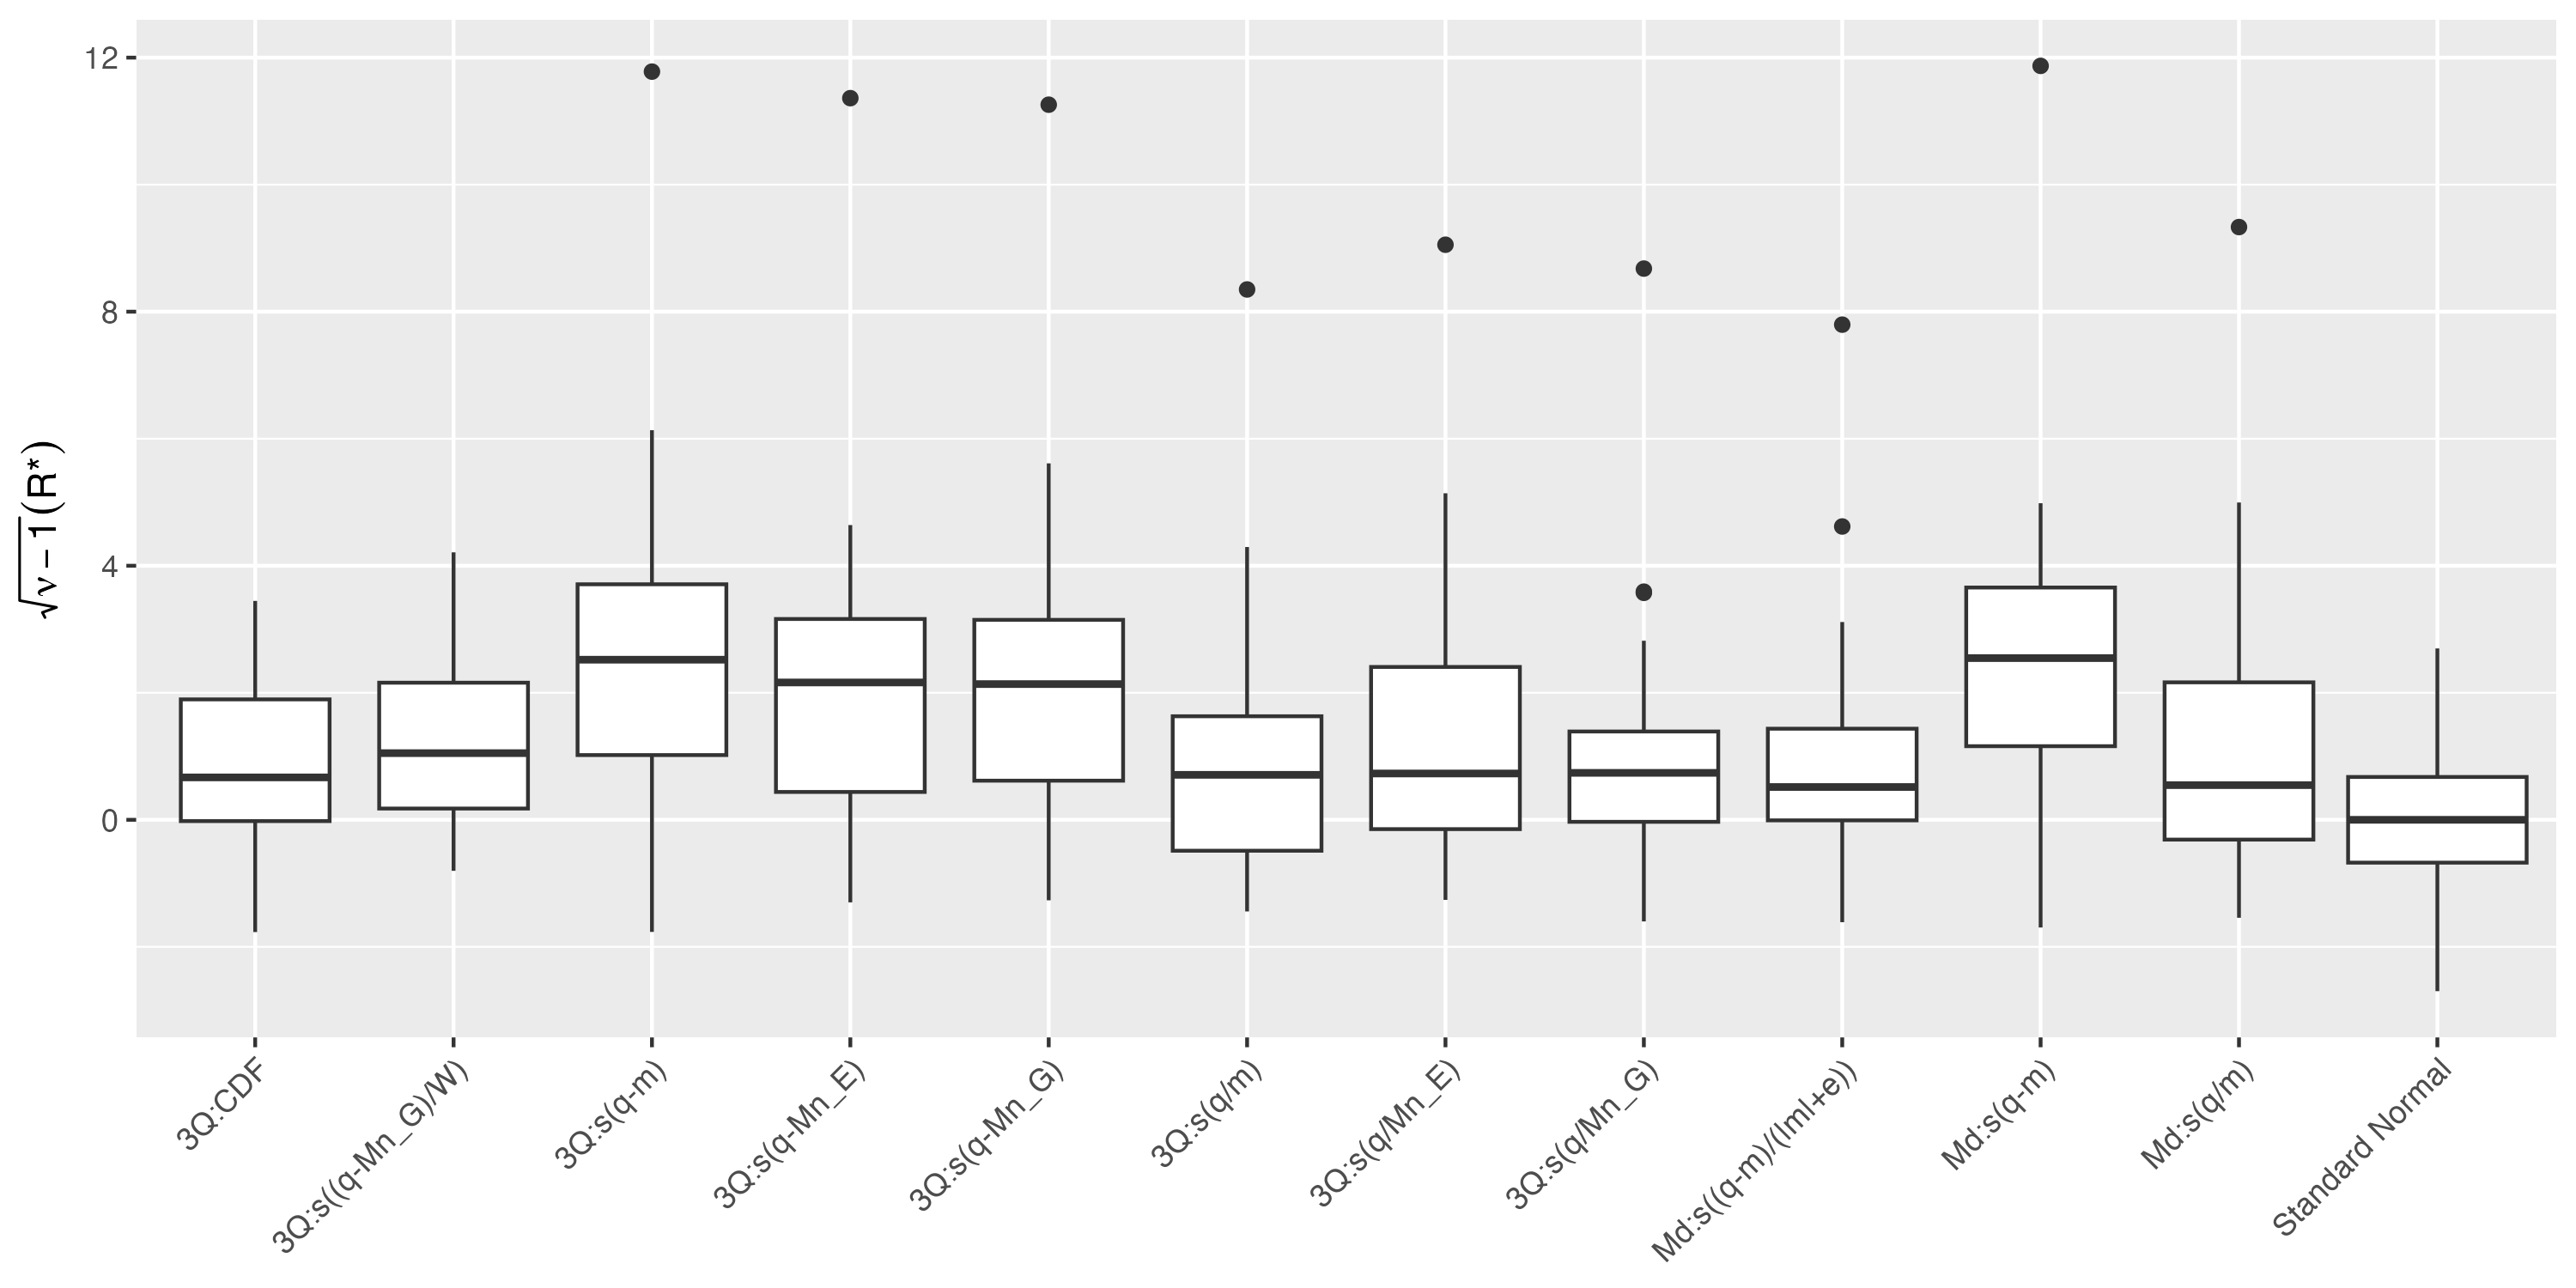 √ν−1(R*)
12
8
4
0
3Q:CDF
3Q:s((q-Mn_G)/W)
3Q:s(q-m)
3Q:s(q-Mn_E)
3Q:s(q-Mn_G)
3Q:s(q/m)
3Q:s(q/Mn_E)
3Q:s(q/Mn_G)
Md:s((q-m)/(|m|+e))
Md:s(q-m)
Md:s(q/m)
Standard Normal